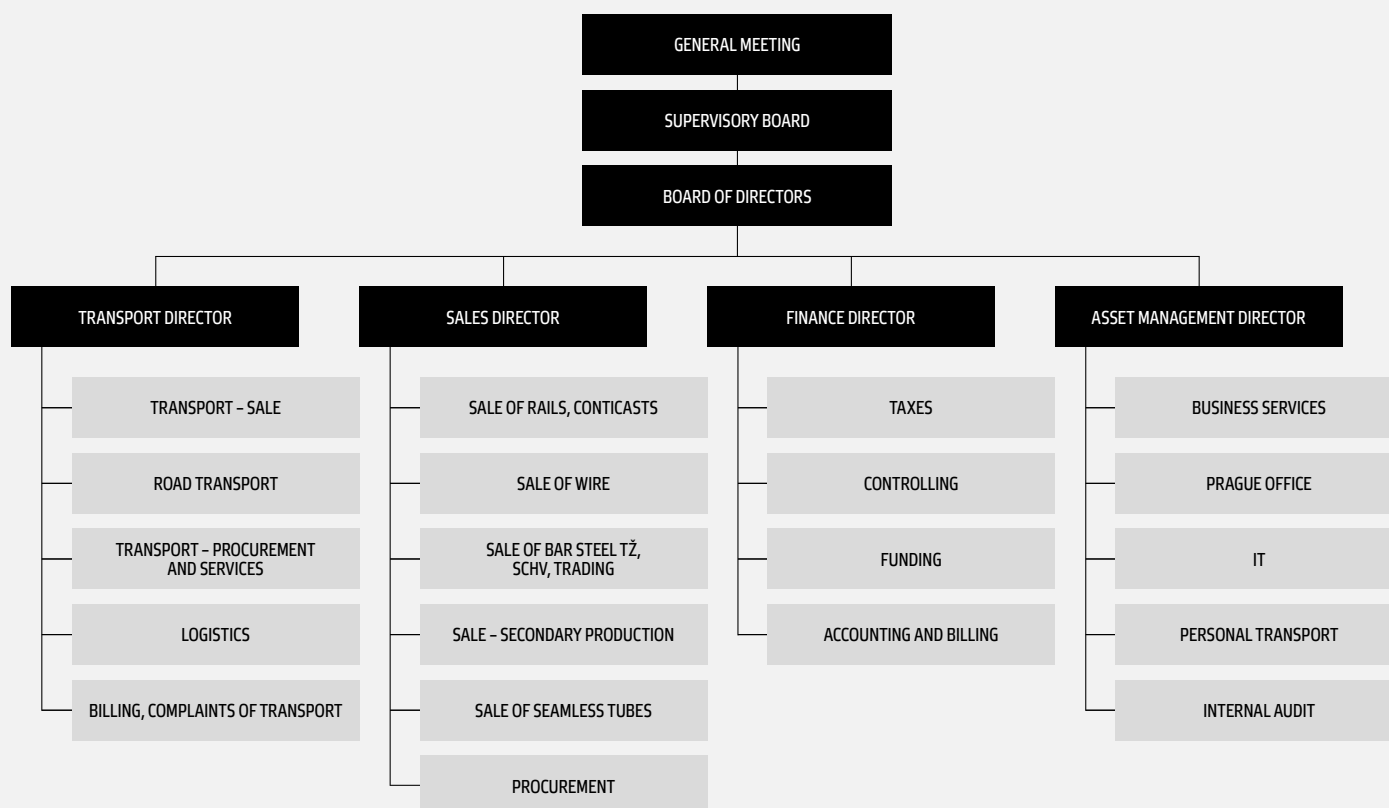 GENERAL MEETING
SUPERVISORY BOARD
BOARD OF DIRECTORS
TRANSPORT DIRECTOR
TRANSPORT – SALE
ROAD TRANSPORT
TRANSPORT – PROCUREMENT
AND SERVICES
LOGISTICS
BILLING, COMPLAINTS OF TRANSPORT
SALES DIRECTOR
SALE OF RAILS, CONTICASTS
SALE OF WIRE
SALE OF BAR STEEL TŽ,
SCHV, TRADING
SALE – SECONDARY PRODUCTION
SALE OF SEAMLESS TUBES
PROCUREMENT
FINANCE DIRECTOR
TAXES
CONTROLLING
FUNDING
ACCOUNTING AND BILLING
ASSET MANAGEMENT DIRECTOR
BUSINESS SERVICES
PRAGUE OFFICE
IT
PERSONAL TRANSPORT
INTERNAL AUDIT